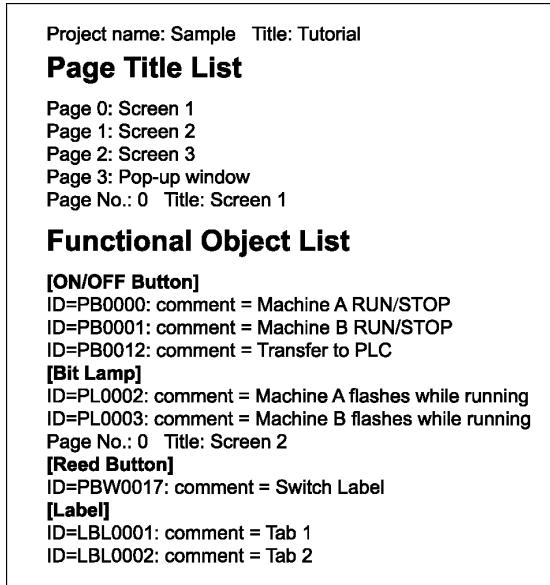 Project name: Sample   Title: Tutorial
Page Title List
Page 0: Screen 1
Page 1: Screen 2
Page 2: Screen 3
Page 3: Pop-up window
Page No.: 0   Title: Screen 1
Functional Object List
[ON/OFF Button]
ID=PB0000: comment = Machine A RUN/STOP
ID=PB0001: comment = Machine B RUN/STOP
ID=PB0012: comment = Transfer to PLC
[Bit Lamp]
ID=PL0002: comment = Machine A flashes while running
ID=PL0003: comment = Machine B flashes while running
Page No.: 0   Title: Screen 2
[Reed Button]
ID=PBW0017: comment = Switch Label
[Label]
ID=LBL0001: comment = Tab 1
ID=LBL0002: comment = Tab 2